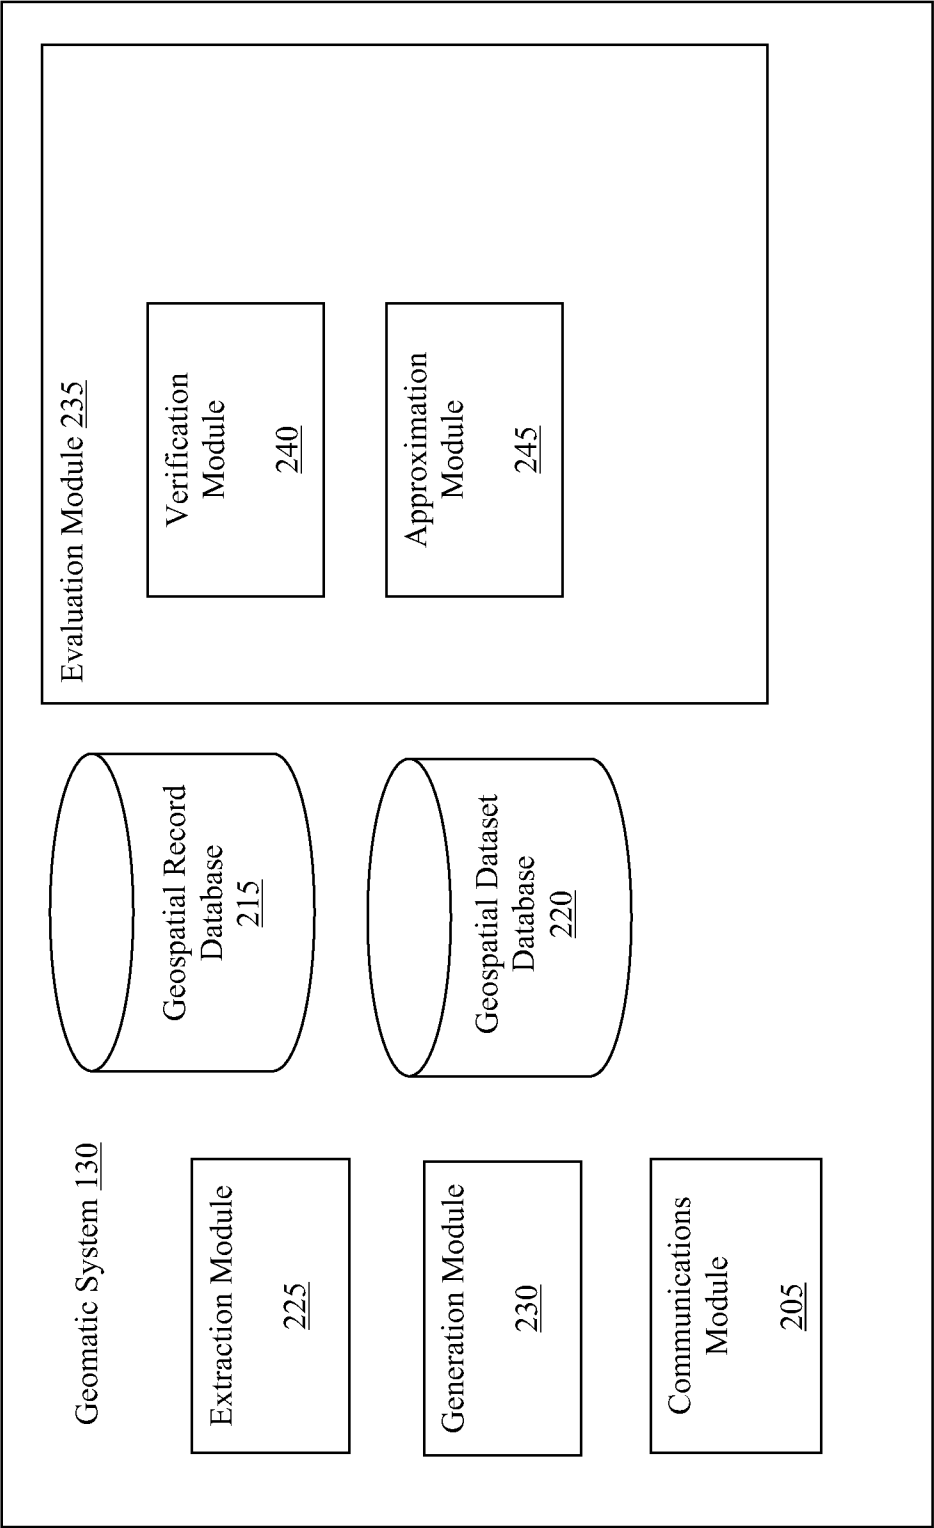 Geomatic System 130
Extraction Module
225
Generation Module
230
Communications
Module
205
Geospatial Record
Database
215
Geospatial Dataset
Database
220
Evaluation Module 235
Verification
Module
240
Approximation
Module
245